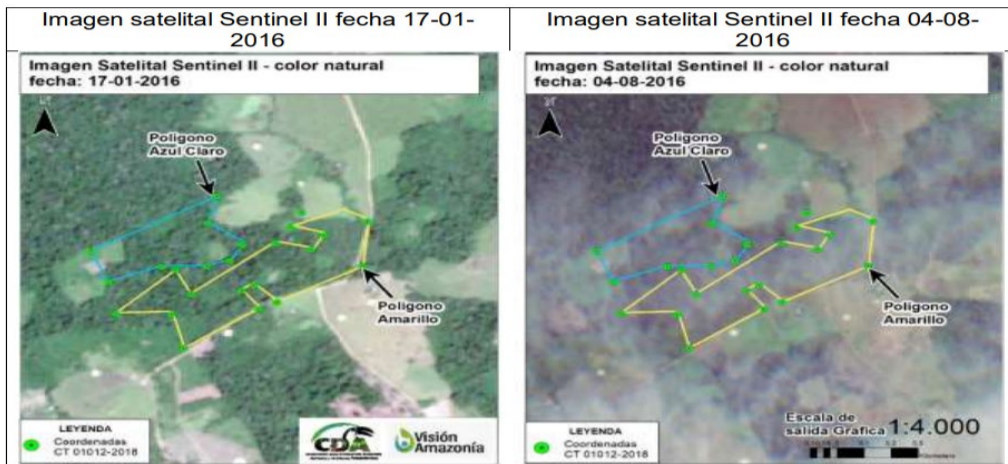 Imagen satelital Sentinel II fecha 17-01-
2016
Imagen Satelital Sentinel II - color natural
fecha: 17-01-2016
Poligono
Azul Claro
Poligono
Amarillo
LEYENDA
Coordenadas
CT 01012-2018
CDA
Visión
Amazonía
Imagen satelital Sentinel II fecha 04-08-
2016
Imagen Satelital Sentinel II - color natural
fecha: 04-08-2016
Poligono
Azul Claro
Poligono
Amarillo
LEYENDA
Coordenadas
CT 01012-2018
Escala de
salida Gráfica 1:4.000